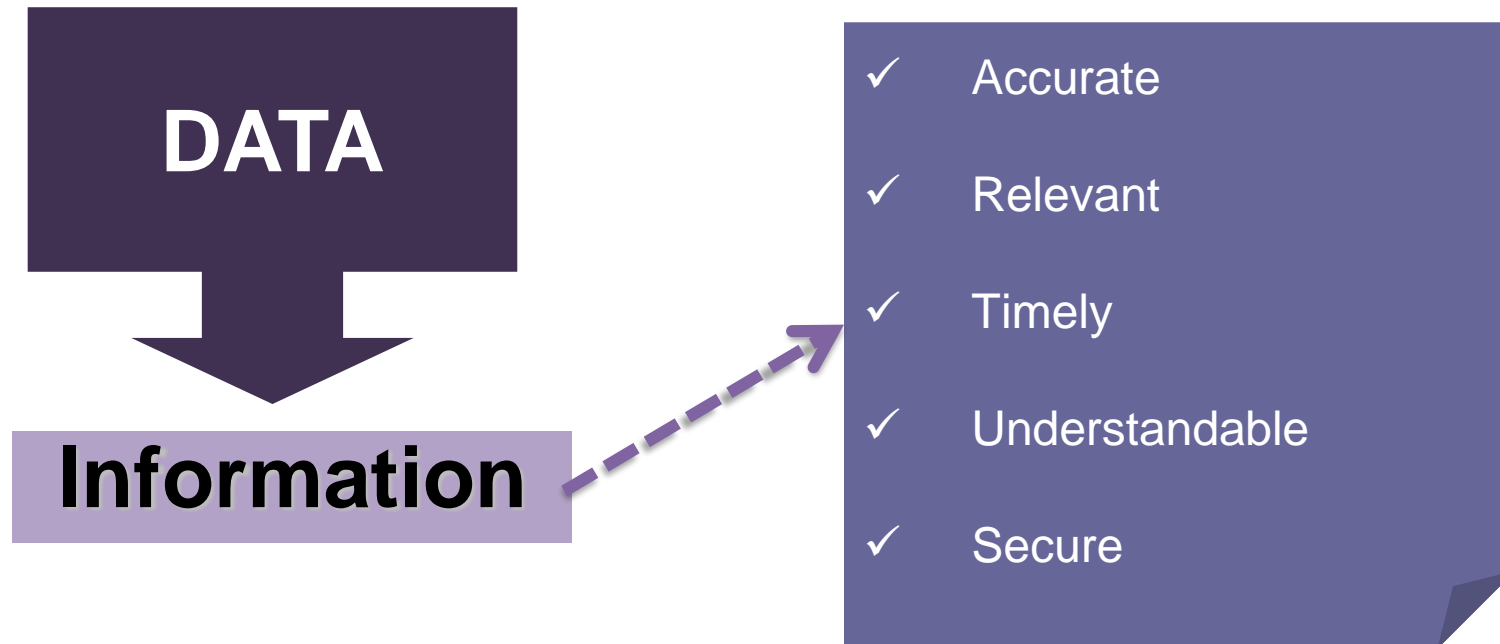 DATA
Information
✓ Accurate
✓ Relevant
✓ Timely
✓ Understandable
✓ Secure